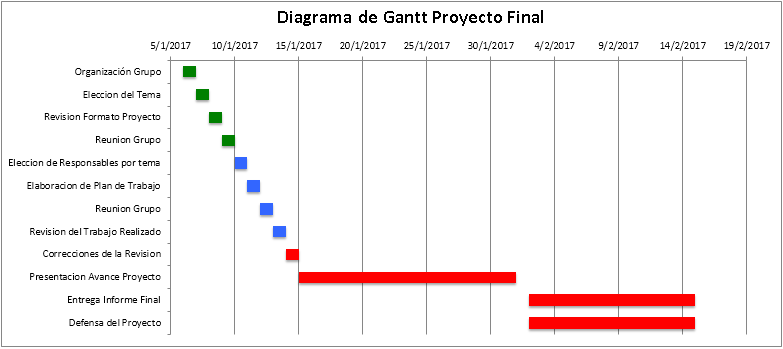 Diagrama de Gantt Proyecto Final
5/1/2017 10/1/2017 15/1/2017 20/1/2017 25/1/2017 30/1/2017 4/2/2017 9/2/2017 14/2/2017 19/2/2017
Organización Grupo
Eleccion del Tema
Revision Formato Proyecto
Reunion Grupo
Eleccion de Responsables por tema
Elaboracion de Plan de Trabajo
Reunion Grupo
Revision del Trabajo Realizado
Correcciones de la Revision
Presentacion Avance Proyecto
Entrega Informe Final
Defensa del Proyecto